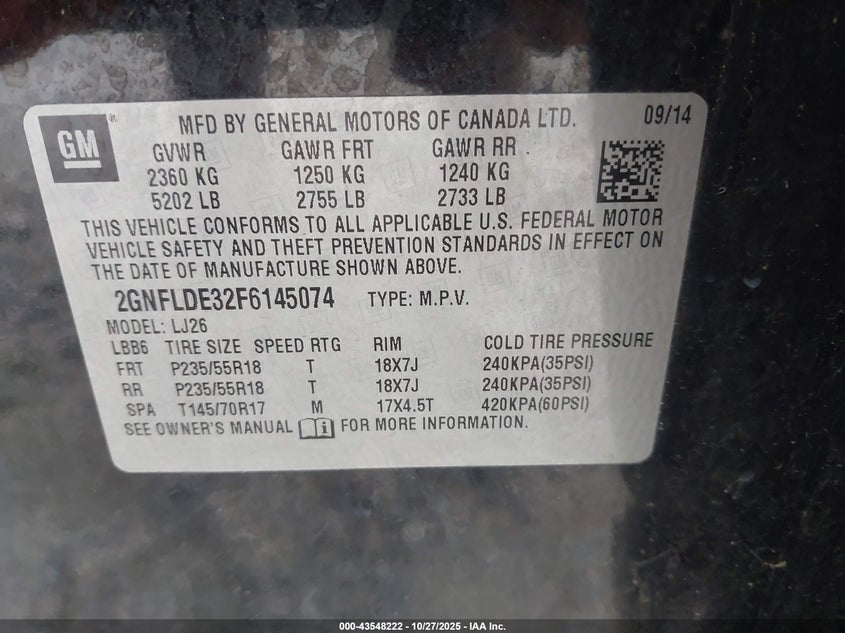 GM ® MFD BY GENERAL MOTORS OF CANADA LTD. 09/14
GVWR GAWR FRT GAWR RR
2360 KG 1250 KG 1240 KG
5202 LB 2755 LB 2733 LB
THIS VEHICLE CONFORMS TO ALL APPLICABLE U.S. FEDERAL MOTOR
VEHICLE SAFETY AND THEFT PREVENTION STANDARDS IN EFFECT ON
THE DATE OF MANUFACTURE SHOWN ABOVE.
2GNFLDE32F6145074 TYPE: M.P.V.
MODEL: LJ26
LBB6 TIRE SIZE SPEED RTG RIM COLD TIRE PRESSURE
FRT P235/55R18 T 18X7J 240KPA(35PSI)
RR P235/55R18 T 18X7J 240KPA(35PSI)
SPA T145/70R17 M 17X4.5T 420KPA(60PSI)
SEE OWNER'S MANUAL FOR MORE INFORMATION.
000-43548222 - 10/27/2025 - IAA Inc.